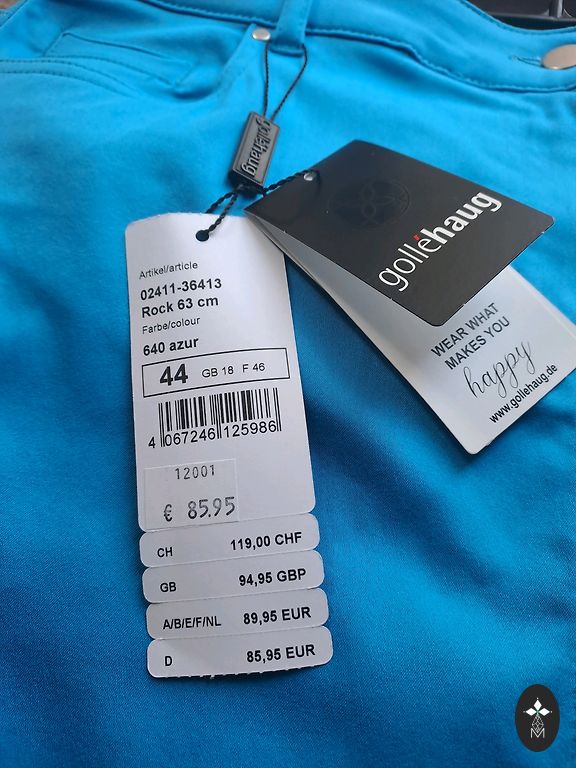 golléhaug
golléhaug
WEAR WHAT
MAKES YOU
happy
www.gollehaug.de
Artikel/article
02411-36413
Rock 63 cm
Farbe/colour
640 azur
44 GB 18 F 46
4 067246 125986
12001
€ 85.95
CH 119,00 CHF
GB 94,95 GBP
A/B/E/F/NL 89,95 EUR
D 85,95 EUR
M